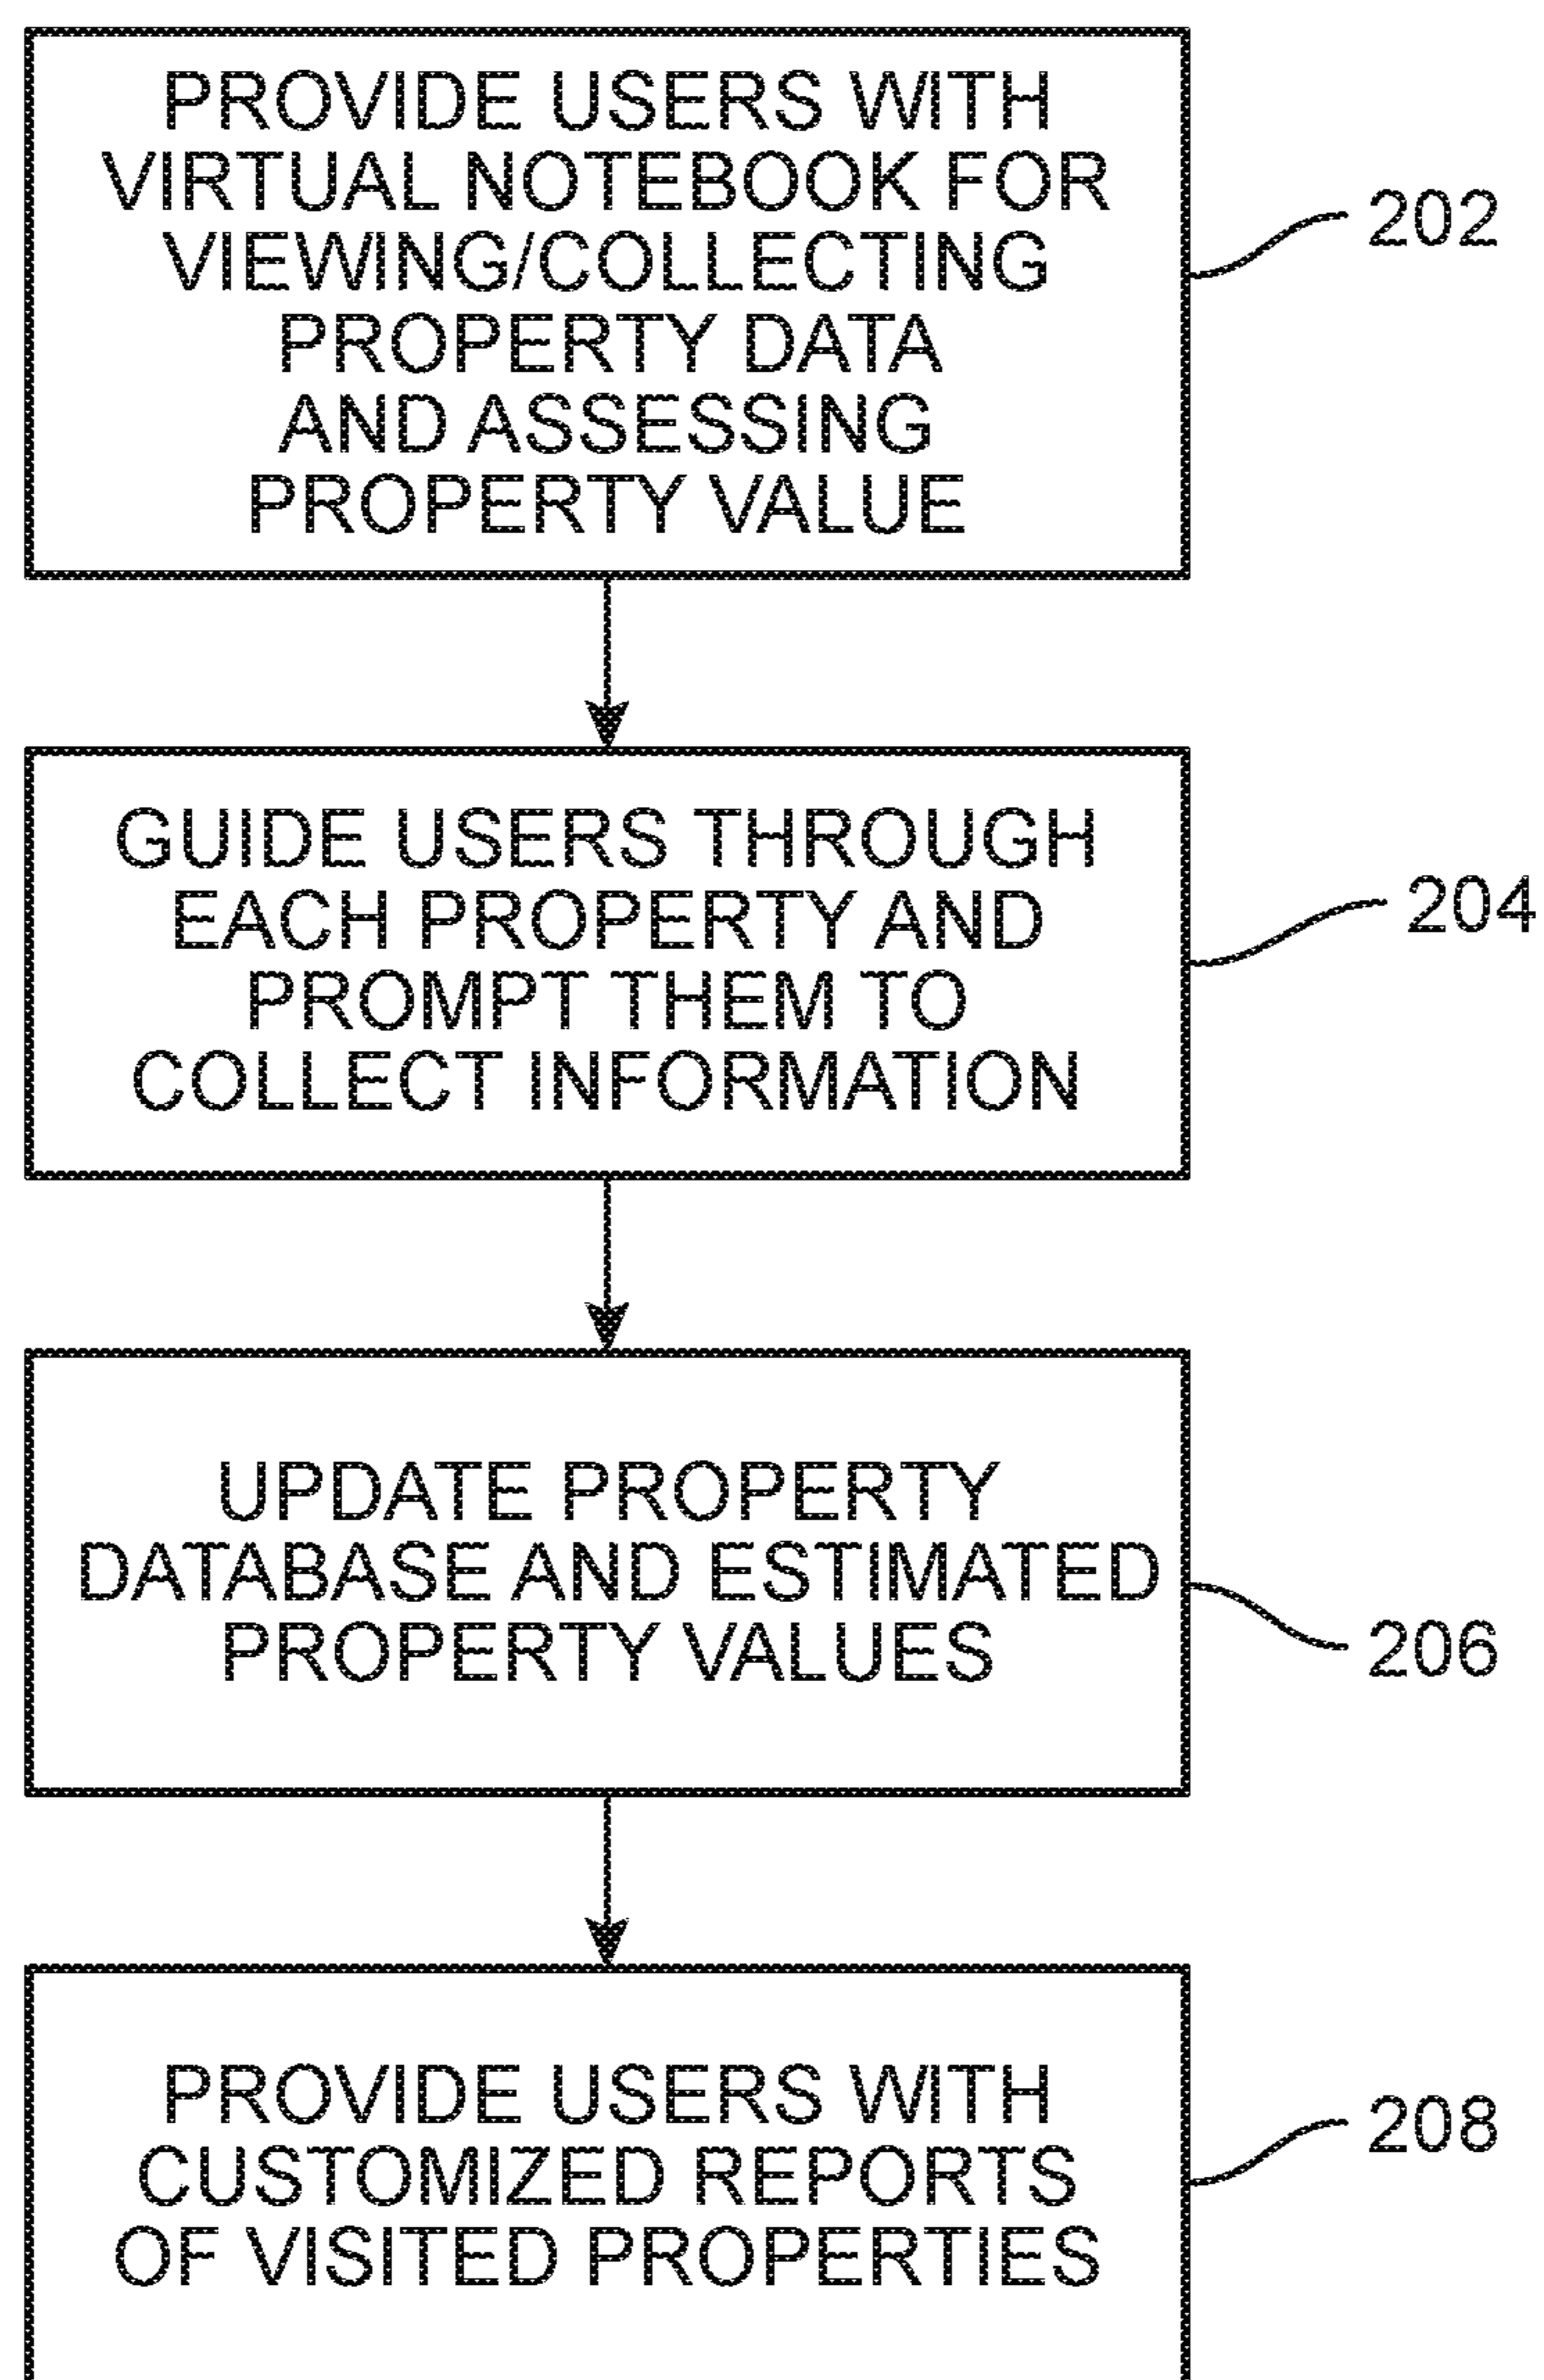 PROVIDE USERS WITH
VIRTUAL NOTEBOOK FOR
VIEWING/COLLECTING
PROPERTY DATA
AND ASSESSING
PROPERTY VALUE
202
GUIDE USERS THROUGH
EACH PROPERTY AND
PROMPT THEM TO
COLLECT INFORMATION
204
UPDATE PROPERTY
DATABASE AND ESTIMATED
PROPERTY VALUES
206
PROVIDE USERS WITH
CUSTOMIZED REPORTS
OF VISITED PROPERTIES
208